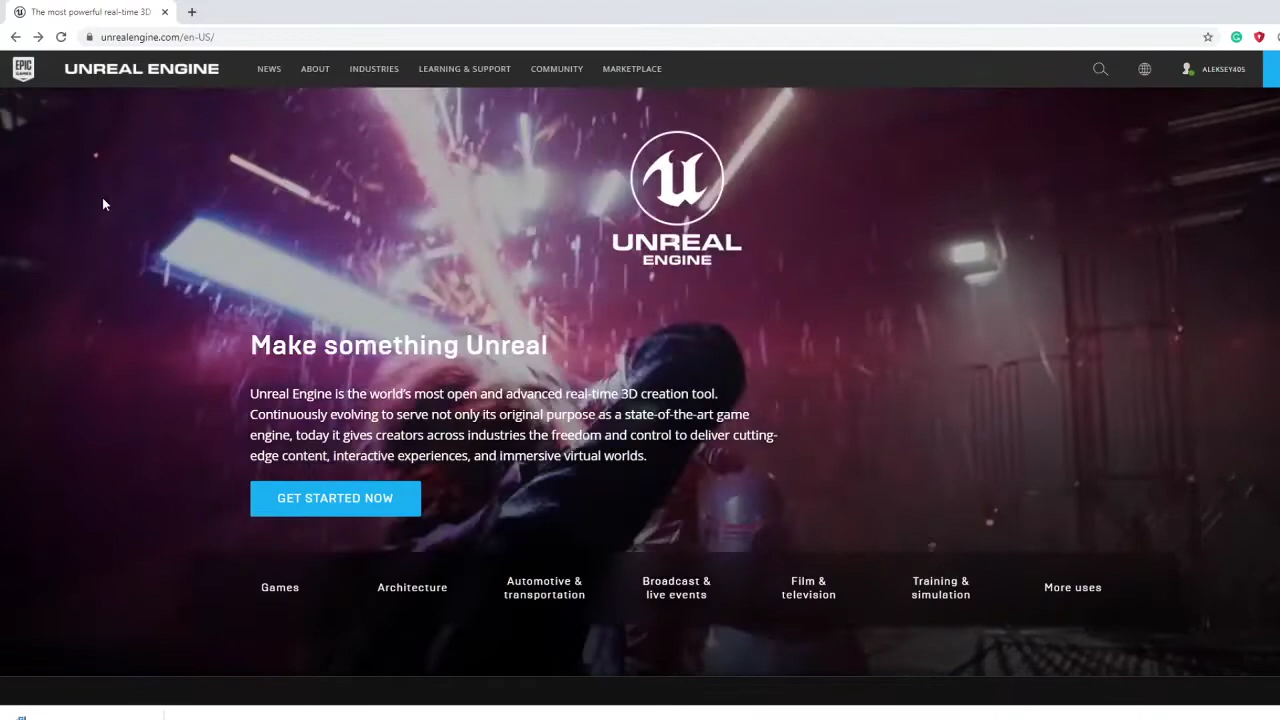 The most powerful real-time 3D
unrealengine.com/en-US/
EPIC GAMES
UNREAL ENGINE NEWS ABOUT INDUSTRIES LEARNING & SUPPORT COMMUNITY MARKETPLACE ALEKSEY405
UNREAL
ENGINE
Make something Unreal
Unreal Engine is the world's most open and advanced real-time 3D creation tool.
Continuously evolving to serve not only its original purpose as a state-of-the-art game
engine, today it gives creators across industries the freedom and control to deliver cutting-
edge content, interactive experiences, and immersive virtual worlds.
GET STARTED NOW
Games
Architecture
Automotive &
transportation
Broadcast &
live events
Film &
television
Training &
simulation
More uses